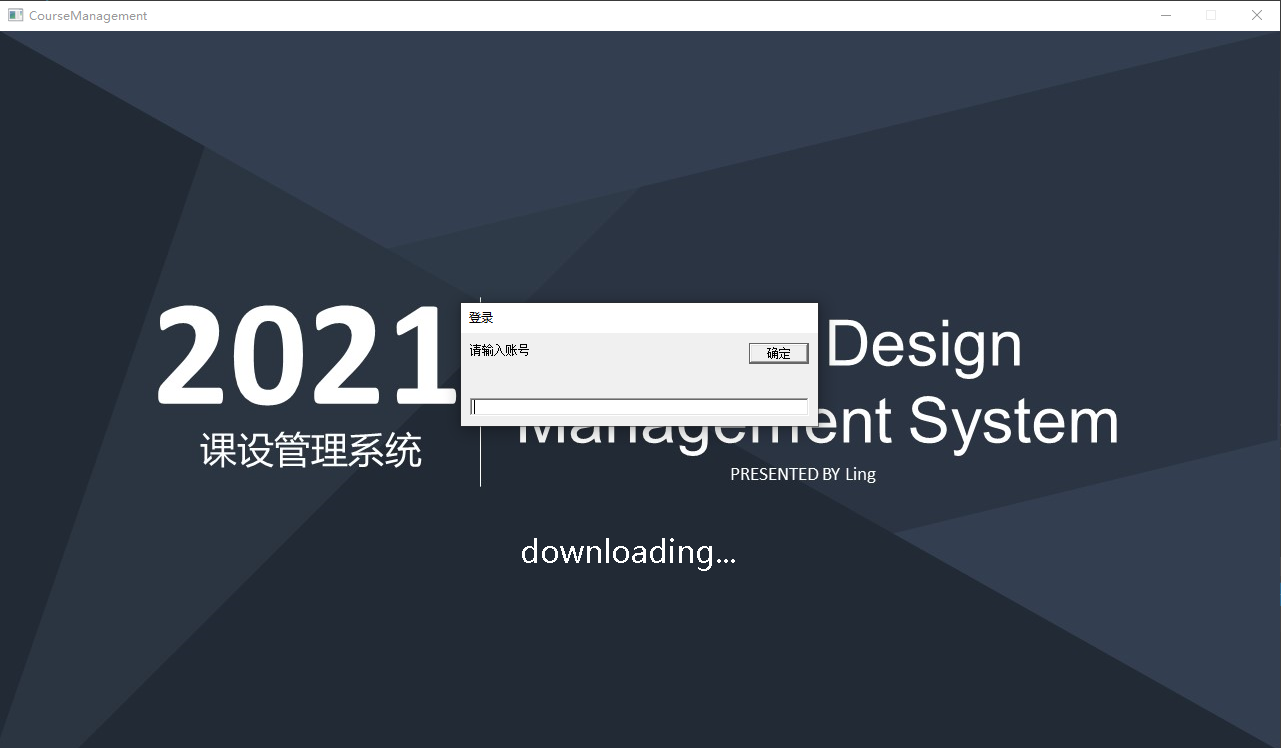 CourseManagement
2021
课设管理系统
登录
请输入账号
确定
Design
Management System
PRESENTED BY Ling
downloading...